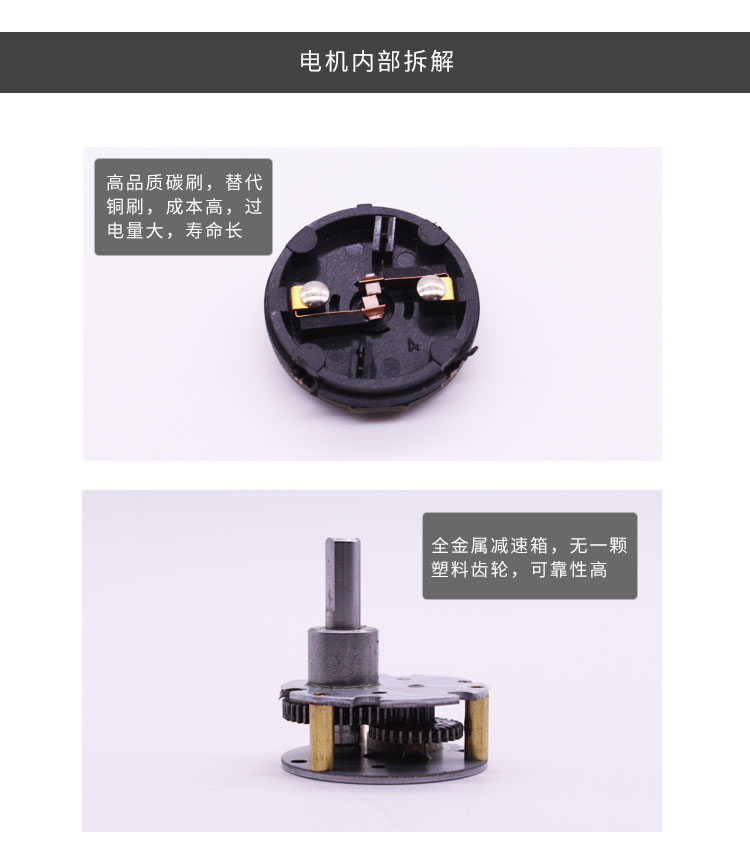 电机内部拆解
高品质碳刷，替代
铜刷，成本高，过
电量大，寿命长
4
全金属减速箱，无一颗
塑料齿轮，可靠性高